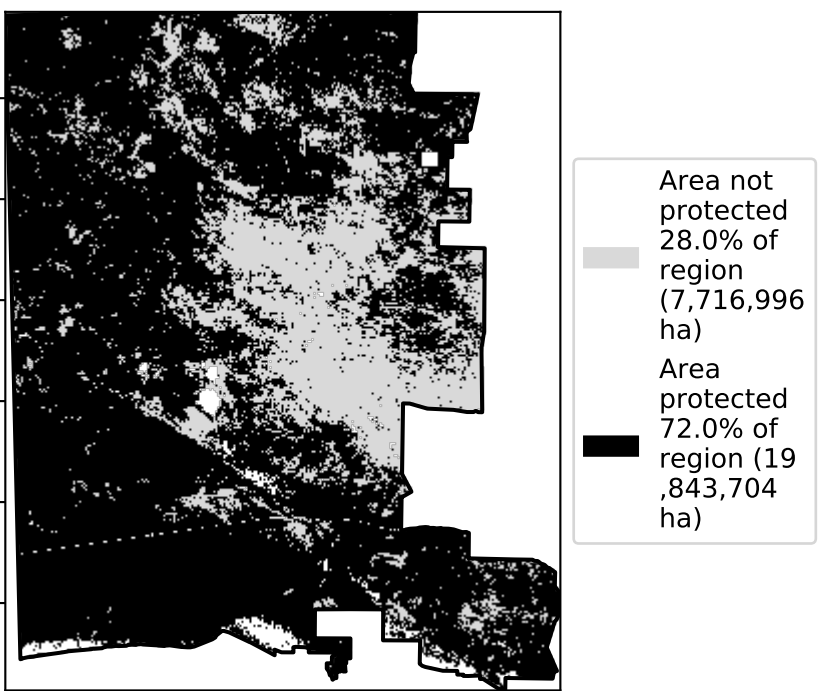 Area not
protected
28.0% of
region
(7,716,996
ha)
Area
protected
72.0% of
region (19
,843,704
ha)